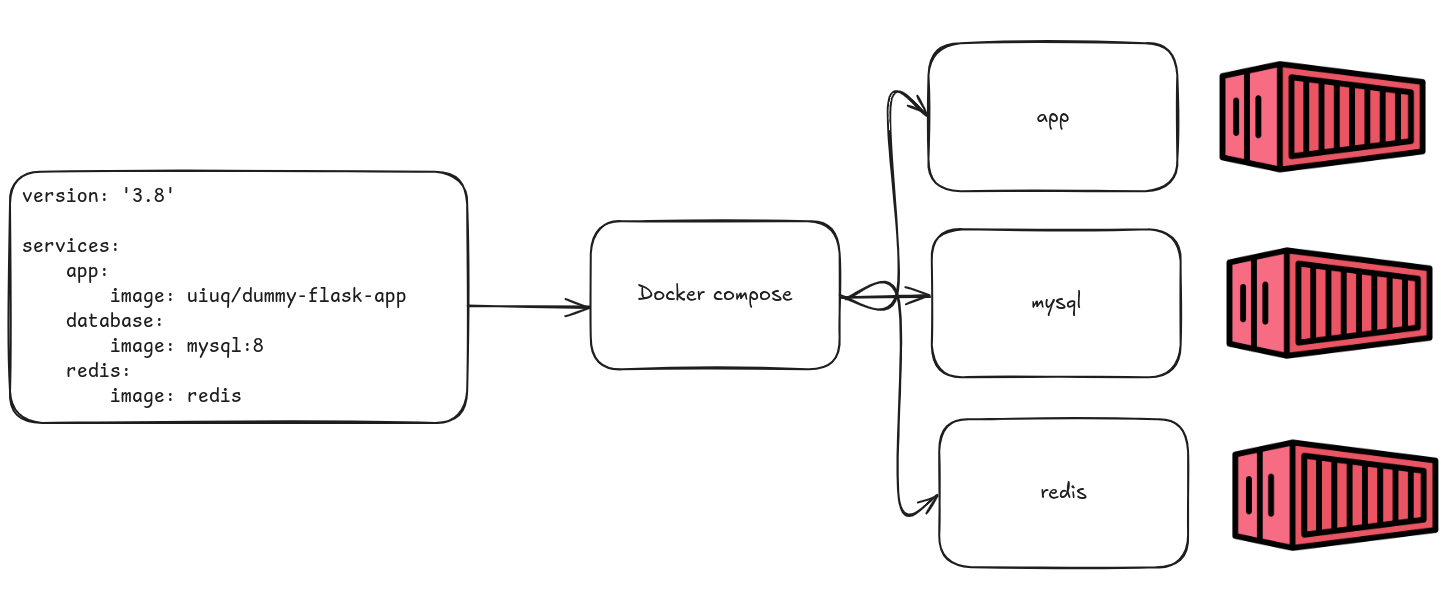 version: '3.8'
services:
app:
image: uiuq/dummy-flask-app
database:
image: mysql:8
redis:
image: redis
Docker compose
app
mysql
redis